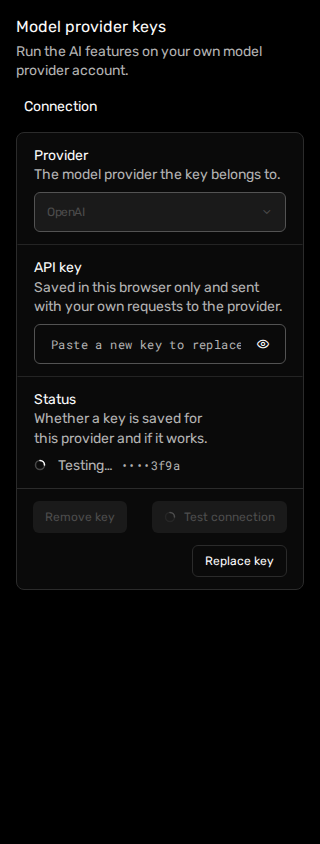 Model provider keys
Run the AI features on your own model
provider account.
Connection
Provider
The model provider the key belongs to.
OpenAI
API key
Saved in this browser only and sent
with your own requests to the provider.
Paste a new key to replace
Status
Whether a key is saved for
this provider and if it works.
Testing… ••••3f9a
Remove key
Test connection
Replace key